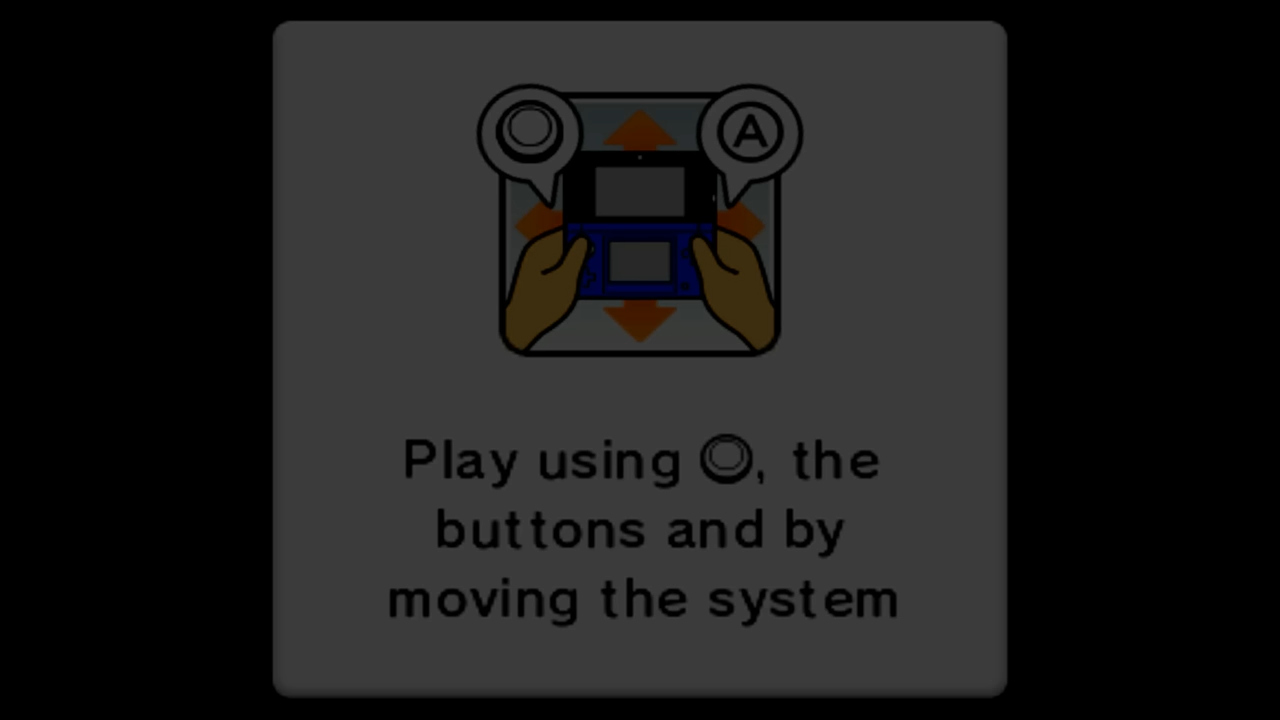 A
Play using , the
buttons and by
moving the system